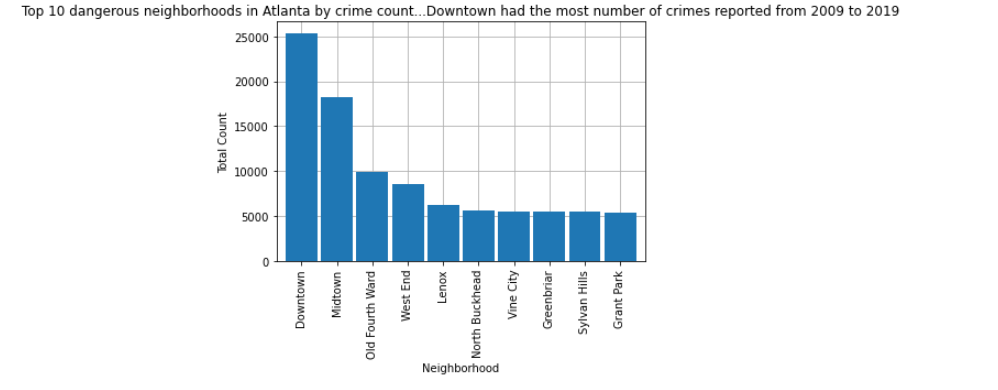 Top 10 dangerous neighborhoods in Atlanta by crime count...Downtown had the most number of crimes reported from 2009 to 2019
25000
20000
15000
10000
5000
0
Total Count
Downtown
Midtown
Old Fourth Ward
West End
Lenox
North Buckhead
Vine City
Greenbriar
Sylvan Hills
Grant Park
Neighborhood